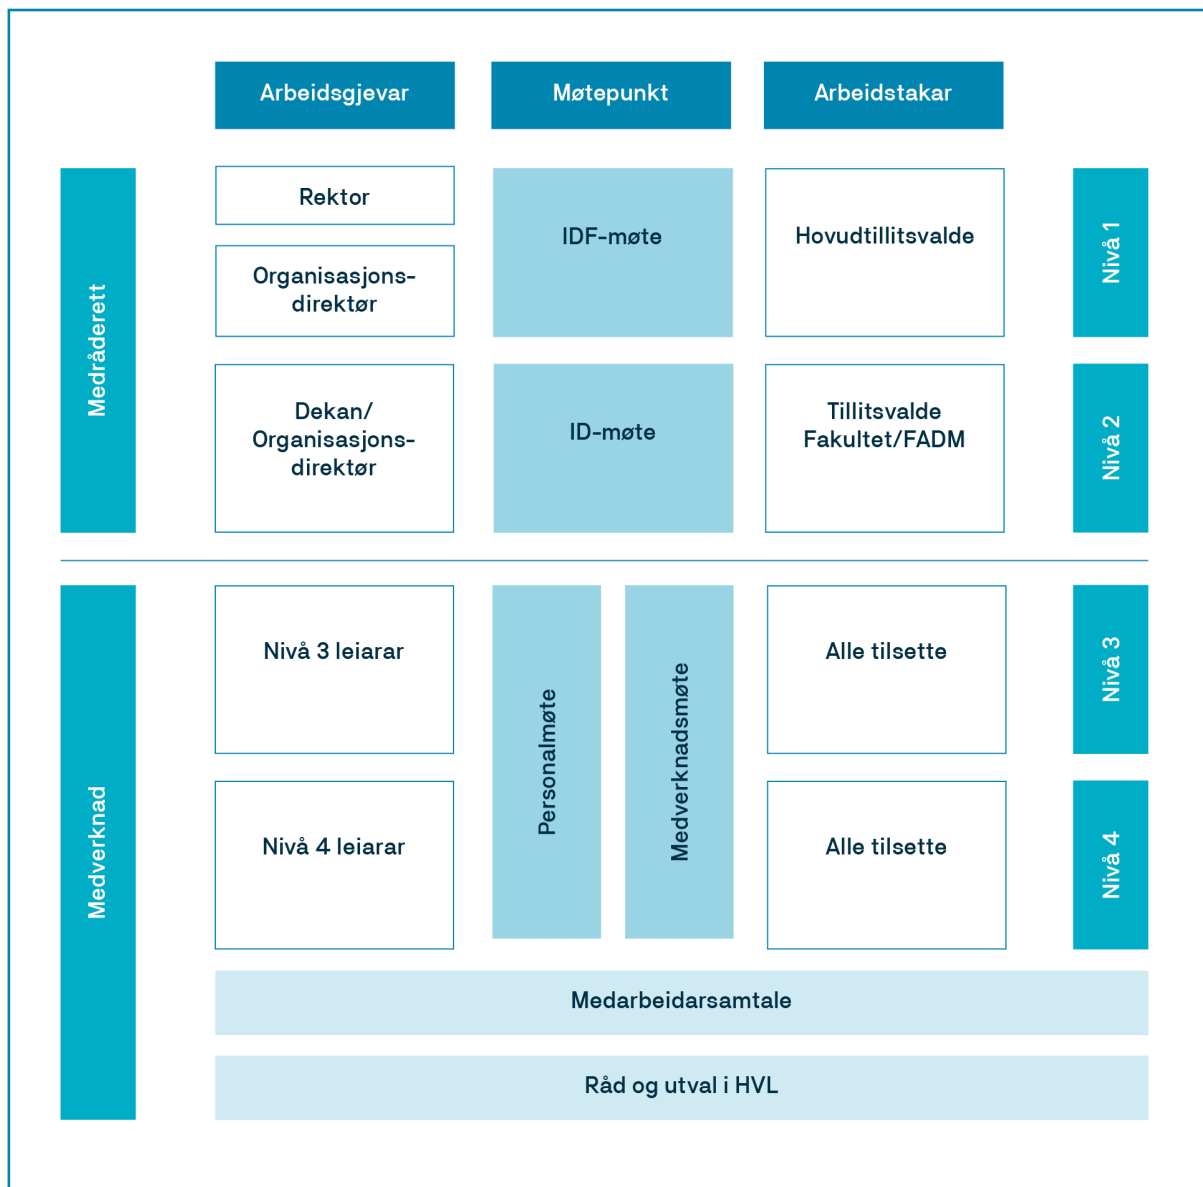 Arbeidsgjevar
Møtepunkt
Arbeidstakar
Medråderett
Rektor
Organisasjons-
direktør
IDF-møte
Hovudtillitsvalde
Nivå 1
Dekan/
Organisasjons-
direktør
ID-møte
Tillitsvalde
Fakultet/FADM
Nivå 2
Medverknad
Nivå 3 leiarar
Personalmøte
Medverknadsmøte
Alle tilsette
Nivå 3
Nivå 4 leiarar
Alle tilsette
Nivå 4
Medarbeidarsamtale
Råd og utval i HVL